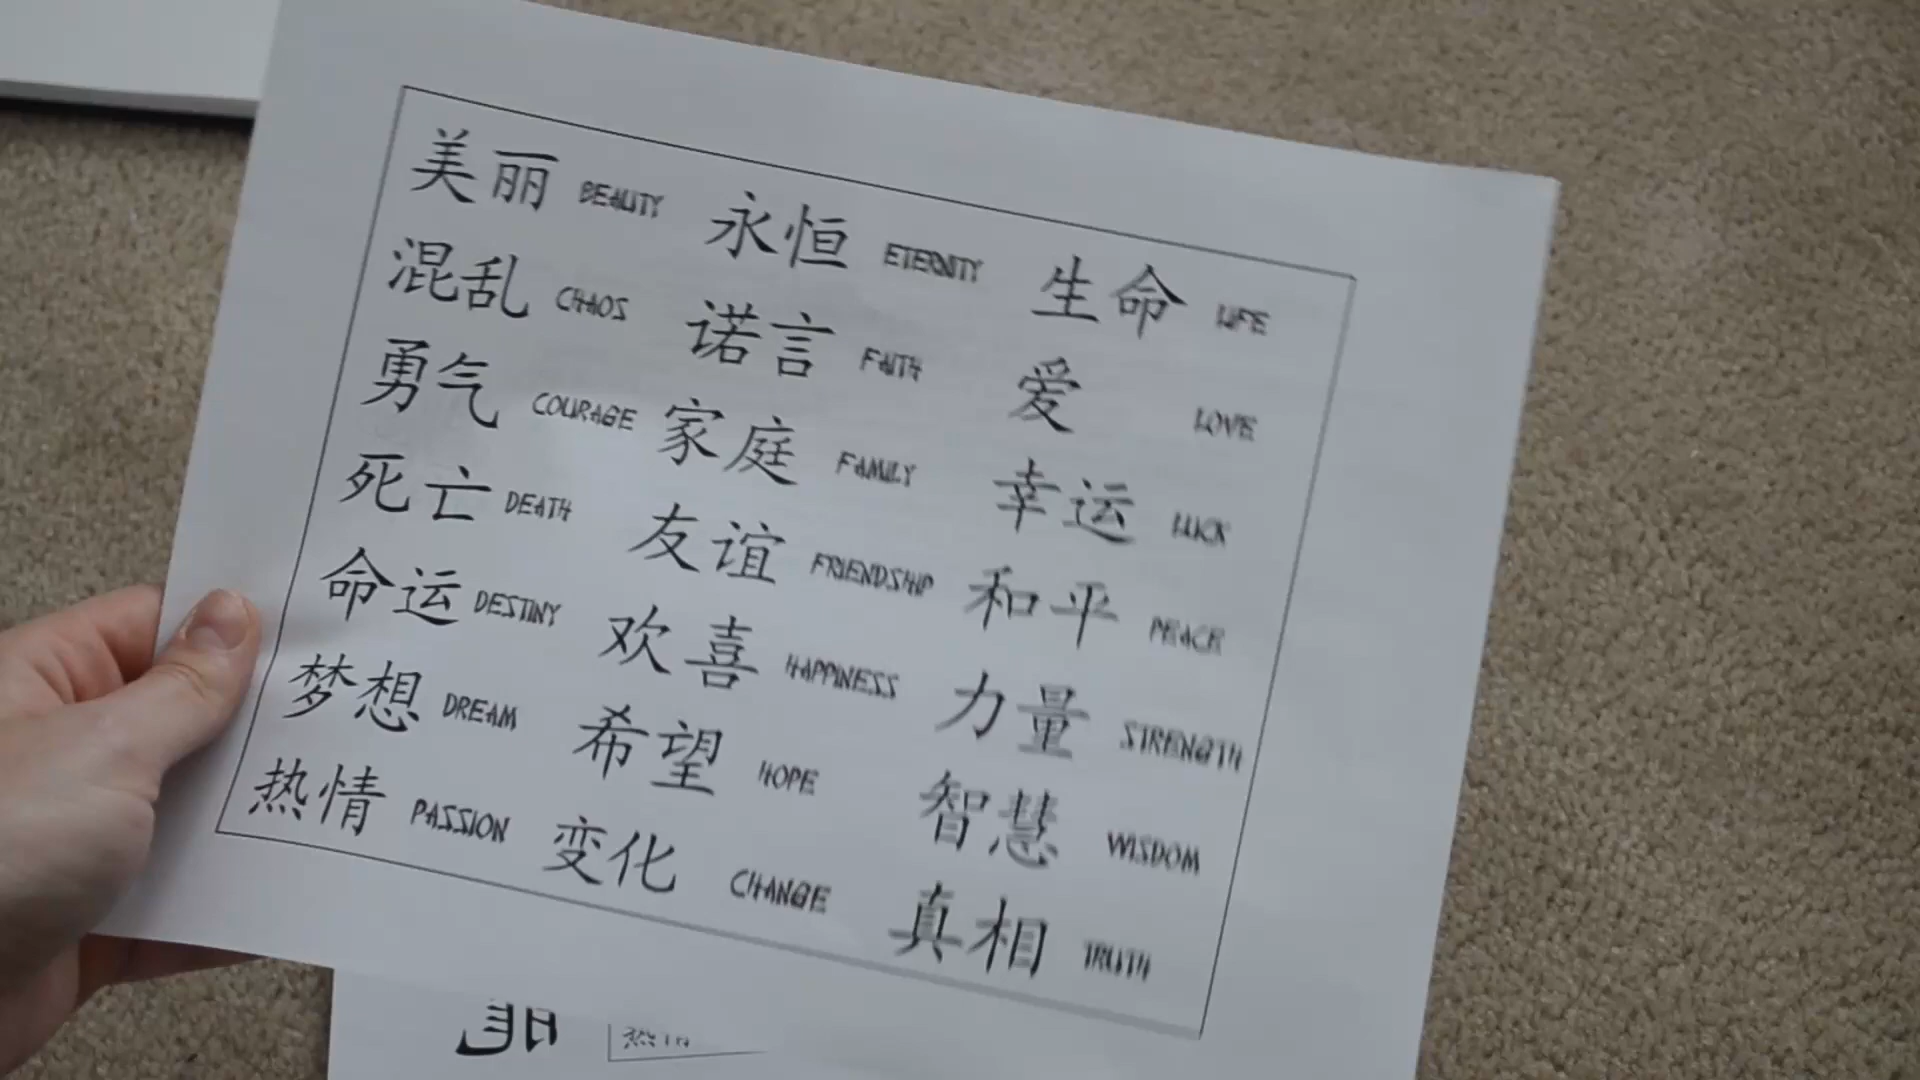 美丽 BEAUTY 永恒 ETERNITY 生命 LIFE
混乱 CHAOS 诺言 FAITH 爱 LOVE
勇气 COURAGE 家庭 FAMILY 幸运 LUCK
死亡 DEATH 友谊 FRIENDSHIP 和平 PEACE
命运 DESTINY 欢喜 HAPPINESS 力量 STRENGTH
梦想 DREAM 希望 HOPE 智慧 WISDOM
热情 PASSION 变化 CHANGE 真相 TRUTH